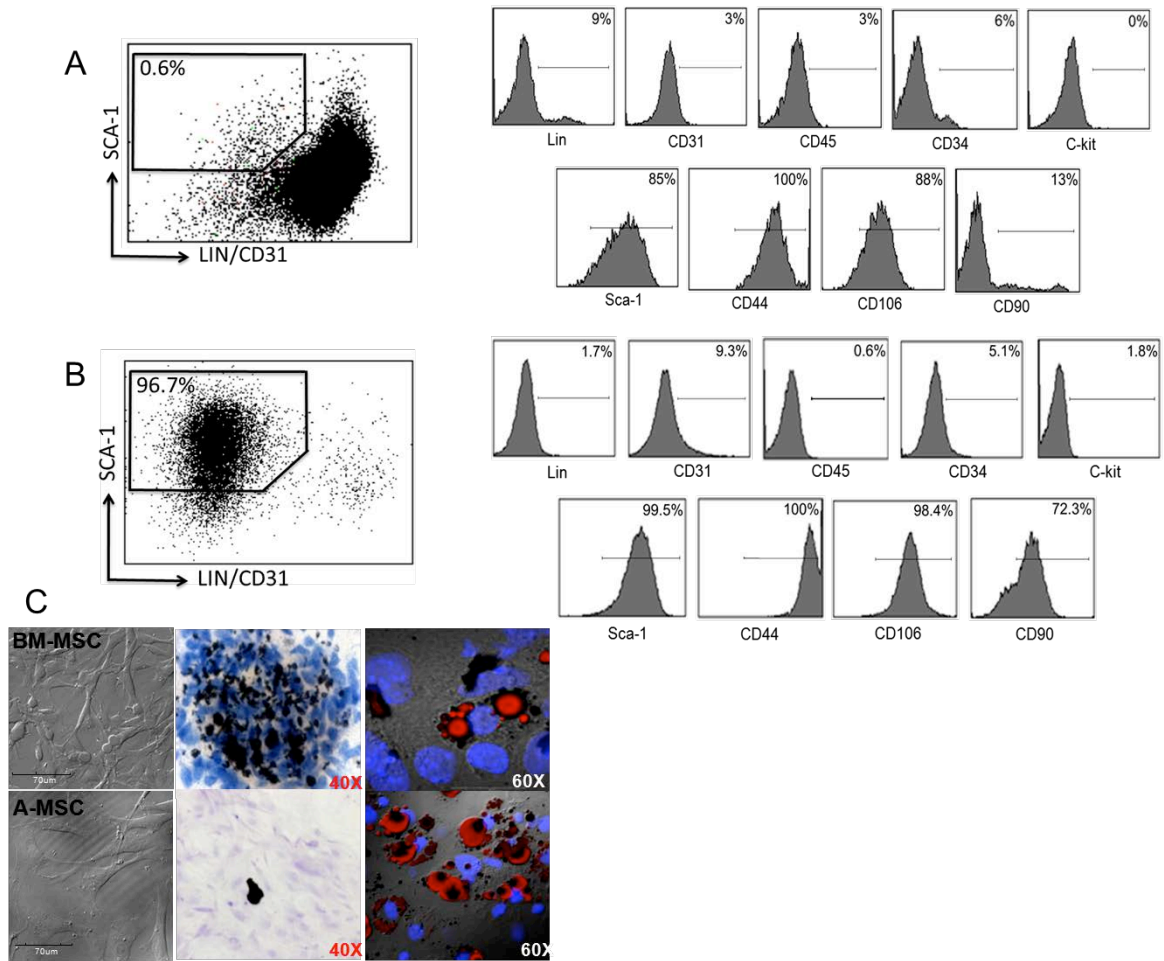 A
0.6%
SCA-1
LIN/CD31
9%
3%
3%
6%
0%
Lin
CD31
CD45
CD34
C-kit
85%
100%
88%
13%
Sca-1
CD44
CD106
CD90
B
96.7%
SCA-1
LIN/CD31
1.7%
9.3%
0.6%
5.1%
1.8%
Lin
CD31
CD45
CD34
C-kit
99.5%
100%
98.4%
72.3%
Sca-1
CD44
CD106
CD90
C
BM-MSC
70um
40X
60X
A-MSC
70um
40X
60X